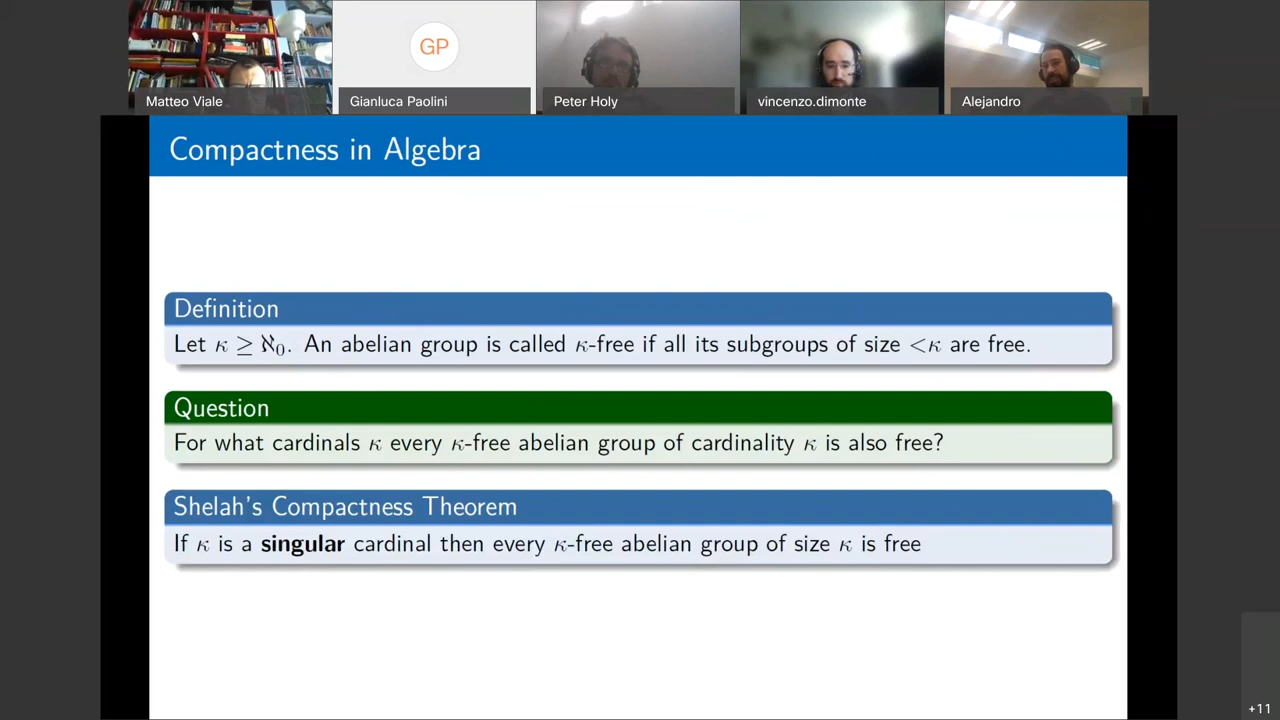 GP
Matteo Viale
Gianluca Paolini
Peter Holy
vincenzo.dimonte
Alejandro
Compactness in Algebra
Definition
Let κ ≥ ℵ₀. An abelian group is called κ-free if all its subgroups of size <κ are free.
Question
For what cardinals κ every κ-free abelian group of cardinality κ is also free?
Shelah's Compactness Theorem
If κ is a singular cardinal then every κ-free abelian group of size κ is free
+11